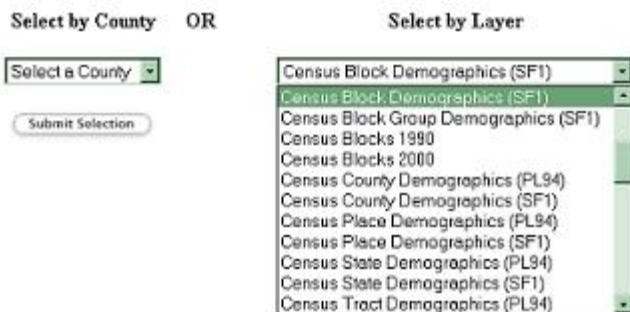 Select by County OR Select by Layer
Select a County Census Block Demographics (SF1)
Census Block Demographics (SF1)
Submit Selection
Census Block Group Demographics (SF1)
Census Blocks 1990
Census Blocks 2000
Census County Demographics (PL94)
Census County Demographics (SF1)
Census Place Demographics (PL94)
Census Place Demographics (SF1)
Census State Demographics (PL94)
Census State Demographics (SF1)
Census Tract Demographics (PL94)